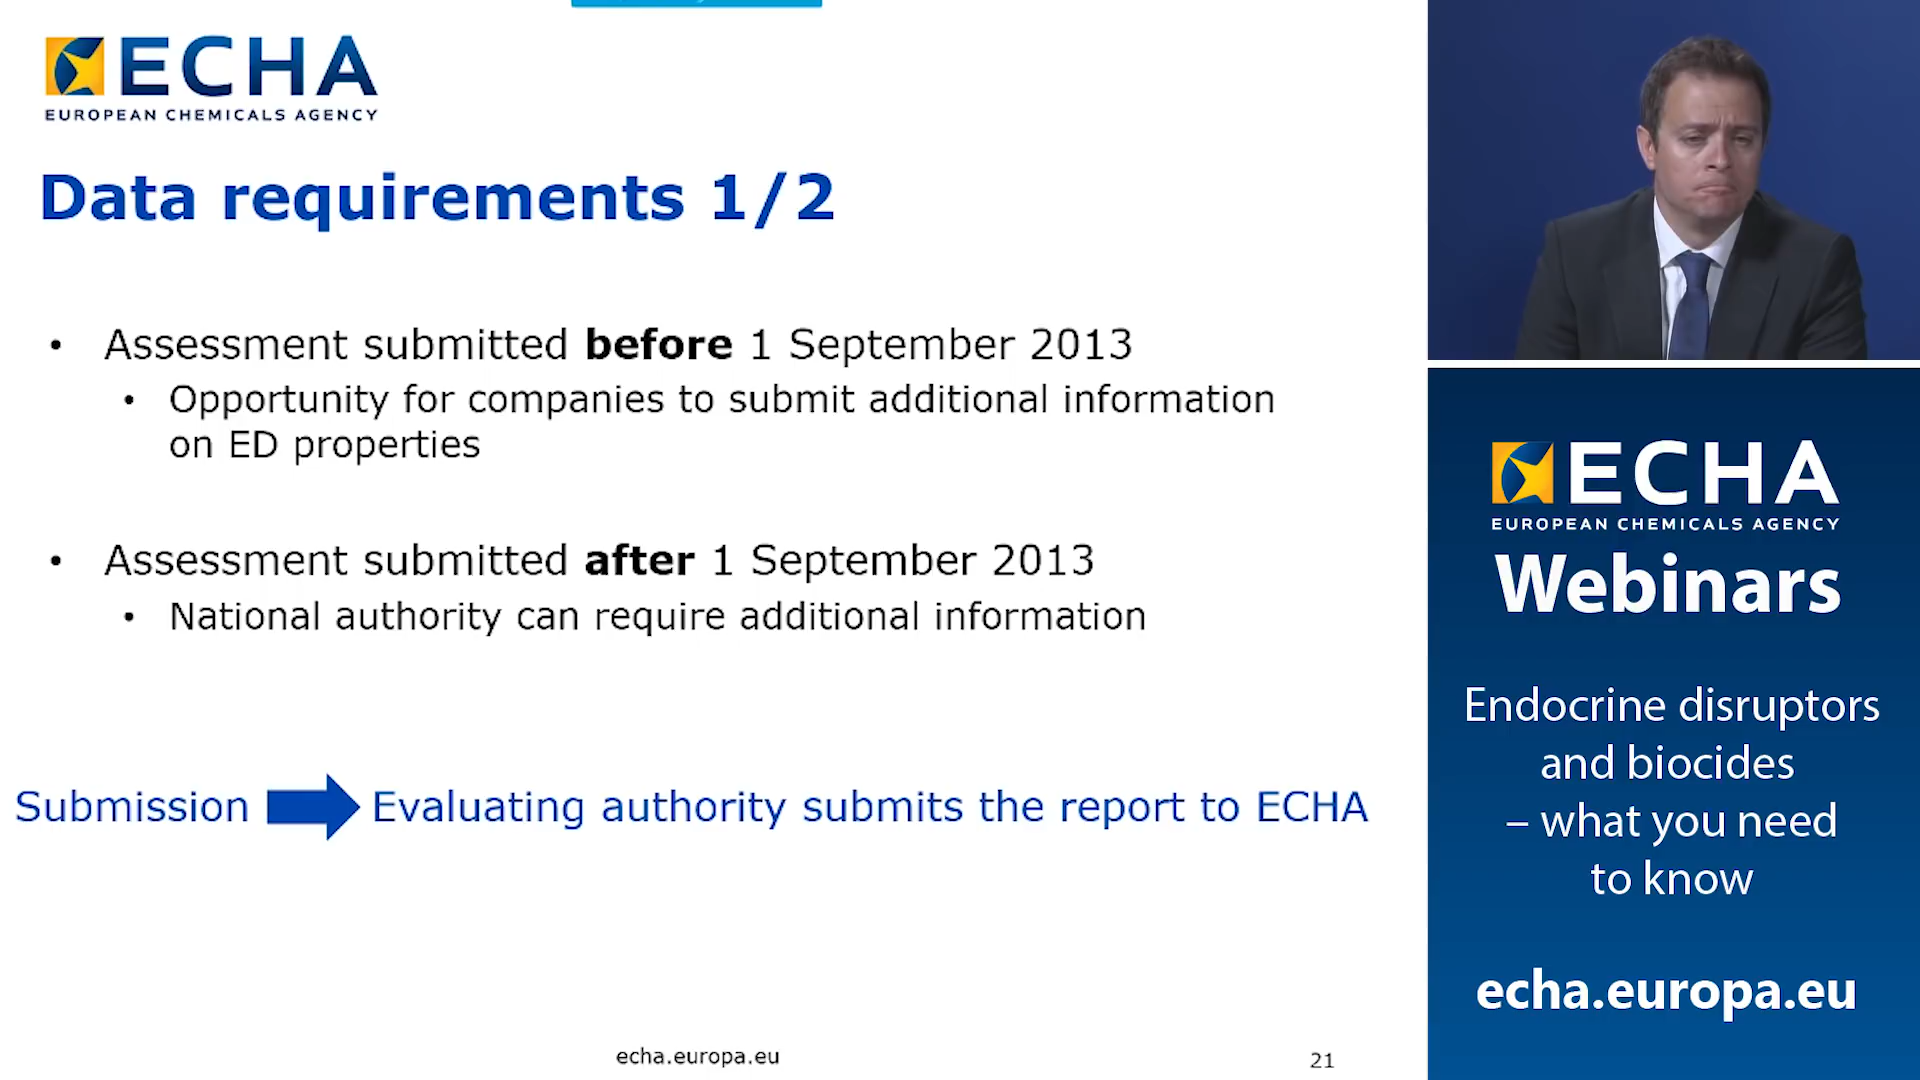 ECHA
EUROPEAN CHEMICALS AGENCY
Data requirements 1/2
• Assessment submitted before 1 September 2013
• Opportunity for companies to submit additional information
on ED properties
• Assessment submitted after 1 September 2013
• National authority can require additional information
Submission Evaluating authority submits the report to ECHA
echa.europa.eu
21
ECHA
EUROPEAN CHEMICALS AGENCY
Webinars
Endocrine disruptors
and biocides
– what you need
to know
echa.europa.eu